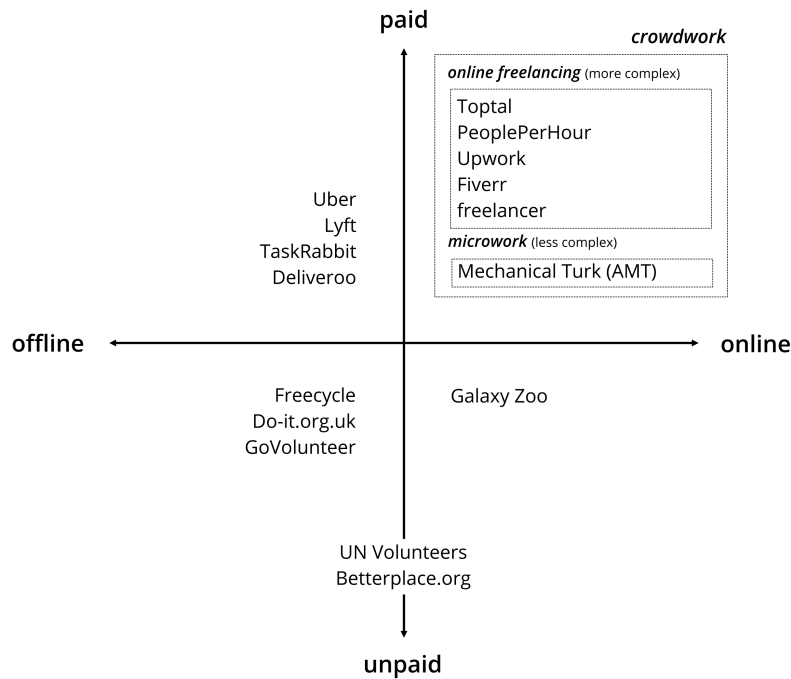 paid
crowdwork
online freelancing (more complex)
Toptal
PeoplePerHour
Upwork
Fiverr
freelancer
microwork (less complex)
Mechanical Turk (AMT)
Uber
Lyft
TaskRabbit
Deliveroo
offline
online
Freecycle
Do-it.org.uk
GoVolunteer
Galaxy Zoo
UN Volunteers
Betterplace.org
unpaid